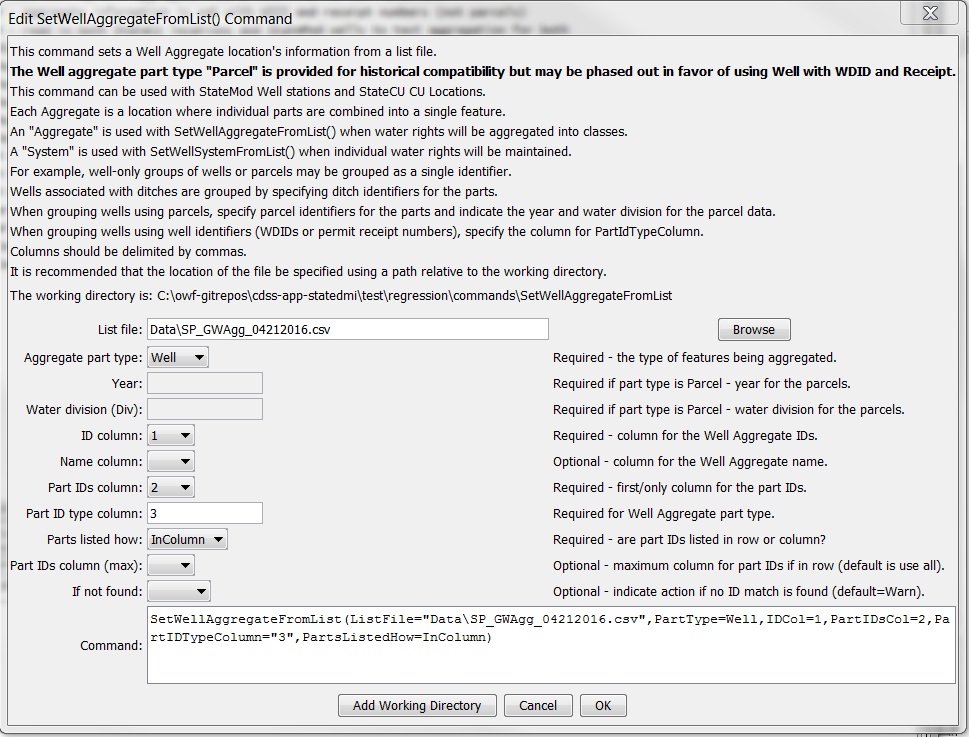 Edit SetWellAggregateFromList() Command
This command sets a Well Aggregate location's information from a list file.
The Well aggregate part type "Parcel" is provided for historical compatibility but may be phased out in favor of using Well with WDID and Receipt.
This command can be used with StateMod Well stations and StateCU CU Locations.
Each Aggregate is a location where individual parts are combined into a single feature.
An "Aggregate" is used with SetWellAggregateFromList() when water rights will be aggregated into classes.
A "System" is used with SetWellSystemFromList() when individual water rights will be maintained.
For example, well-only groups of wells or parcels may be grouped as a single identifier.
Wells associated with ditches are grouped by specifying ditch identifiers for the parts.
When grouping wells using parcels, specify parcel identifiers for the parts and indicate the year and water division for the parcel data.
When grouping wells using well identifiers (WDIDs or permit receipt numbers), specify the column for PartIdTypeColumn.
Columns should be delimited by commas.
It is recommended that the location of the file be specified using a path relative to the working directory.
The working directory is: C:\owf-gitrepos\cdss-app-statedmi\test\regression\commands\SetWellAggregateFromList
List file: Data\SP_GWAgg_04212016.csv Browse
Aggregate part type: Well Required - the type of features being aggregated.
Year: Required if part type is Parcel - year for the parcels.
Water division (Div): Required if part type is Parcel - water division for the parcels.
ID column: 1 Required - column for the Well Aggregate IDs.
Name column: Optional - column for the Well Aggregate name.
Part IDs column: 2 Required - first/only column for the part IDs.
Part ID type column: 3 Required for Well Aggregate part type.
Parts listed how: InColumn Required - are part IDs listed in row or column?
Part IDs column (max): Optional - maximum column for part IDs if in row (default is use all).
If not found: Optional - indicate action if no ID match is found (default=Warn).
Command: SetWellAggregateFromList(ListFile="Data\SP_GWAgg_04212016.csv",PartType=Well,IDCol=1,PartIDsCol=2,Pa
rtIDTypeColumn="3",PartsListedHow=InColumn)
Add Working Directory Cancel OK